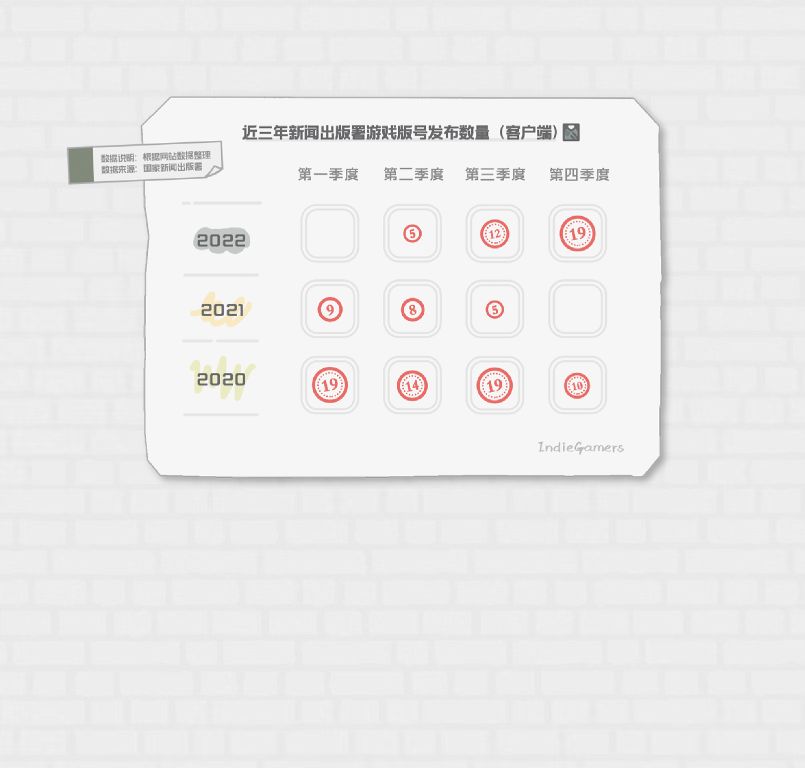 近三年新闻出版署游戏版号发布数量（客户端）
数据说明：根据网站数据整理
数据来源：国家新闻出版署
第一季度 第二季度 第三季度 第四季度
2022 5 12 19
2021 9 8 5
2020 19 14 19 10
IndieGamers